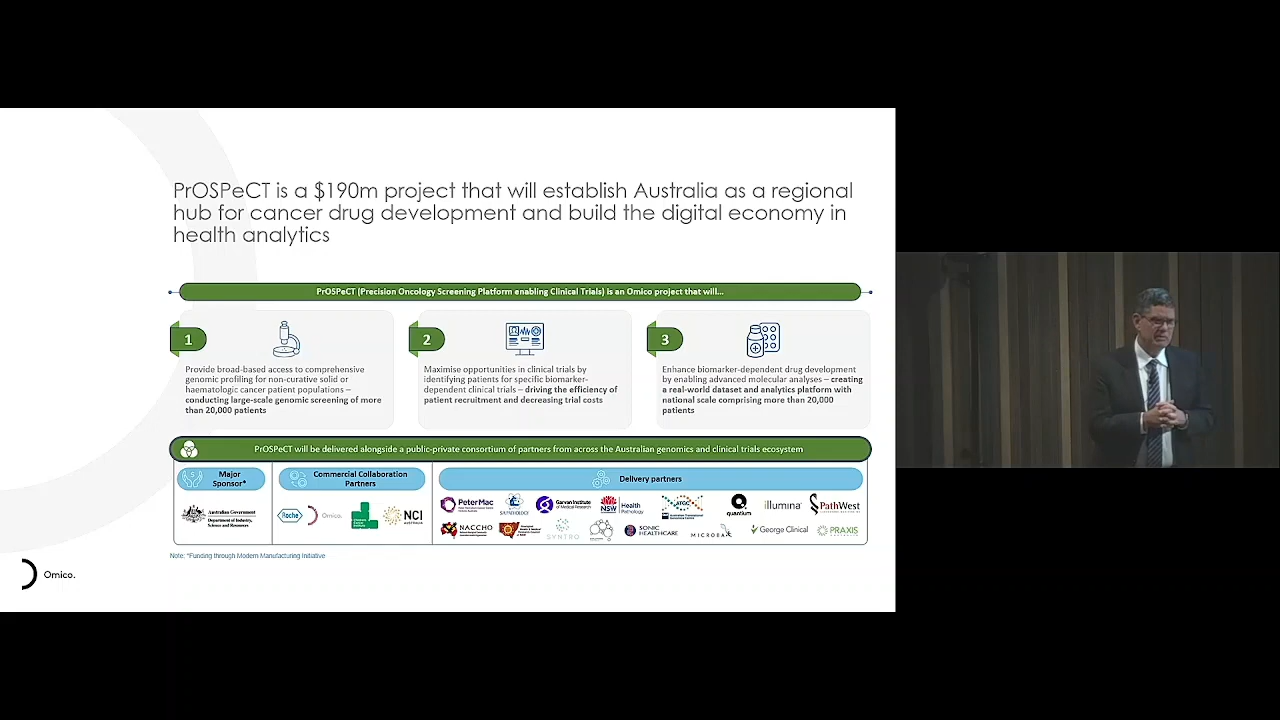 PrOSPeCT is a $190m project that will establish Australia as a regional
hub for cancer drug development and build the digital economy in
health analytics
PrOSPeCT (Precision Oncology Screening Platform enabling Clinical Trials) is an Omico project that will...
1
Provide broad-based access to comprehensive
genomic profiling for non-curative solid or
haematologic cancer patient populations –
conducting large-scale genomic screening of more
than 20,000 patients
2
Maximise opportunities in clinical trials by
identifying patients for specific biomarker-
dependent clinical trials – driving the efficiency of
patient recruitment and decreasing trial costs
3
Enhance biomarker-dependent drug development
by enabling advanced molecular analyses – creating
a real-world dataset and analytics platform with
national scale comprising more than 20,000
patients
PrOSPeCT will be delivered alongside a public-private consortium of partners from across the Australian genomics and clinical trials ecosystem
Major
Sponsor*
Australian Government
Department of Industry,
Science and Resources
Commercial Collaboration
Partners
Roche
Omico.
NCI
Delivery partners
Peter Mac
SA PATHOLOGY
Garvan Institute
of Medical Research
NSW
Health
Pathology
ATGC
quantium
illumina
PathWest
NACCHO
SYNTRO
SONIC
HEALTHCARE
MICROBA
George Clinical
PRAXIS
Note: *Funding through Modern Manufacturing Initiative
Omico.